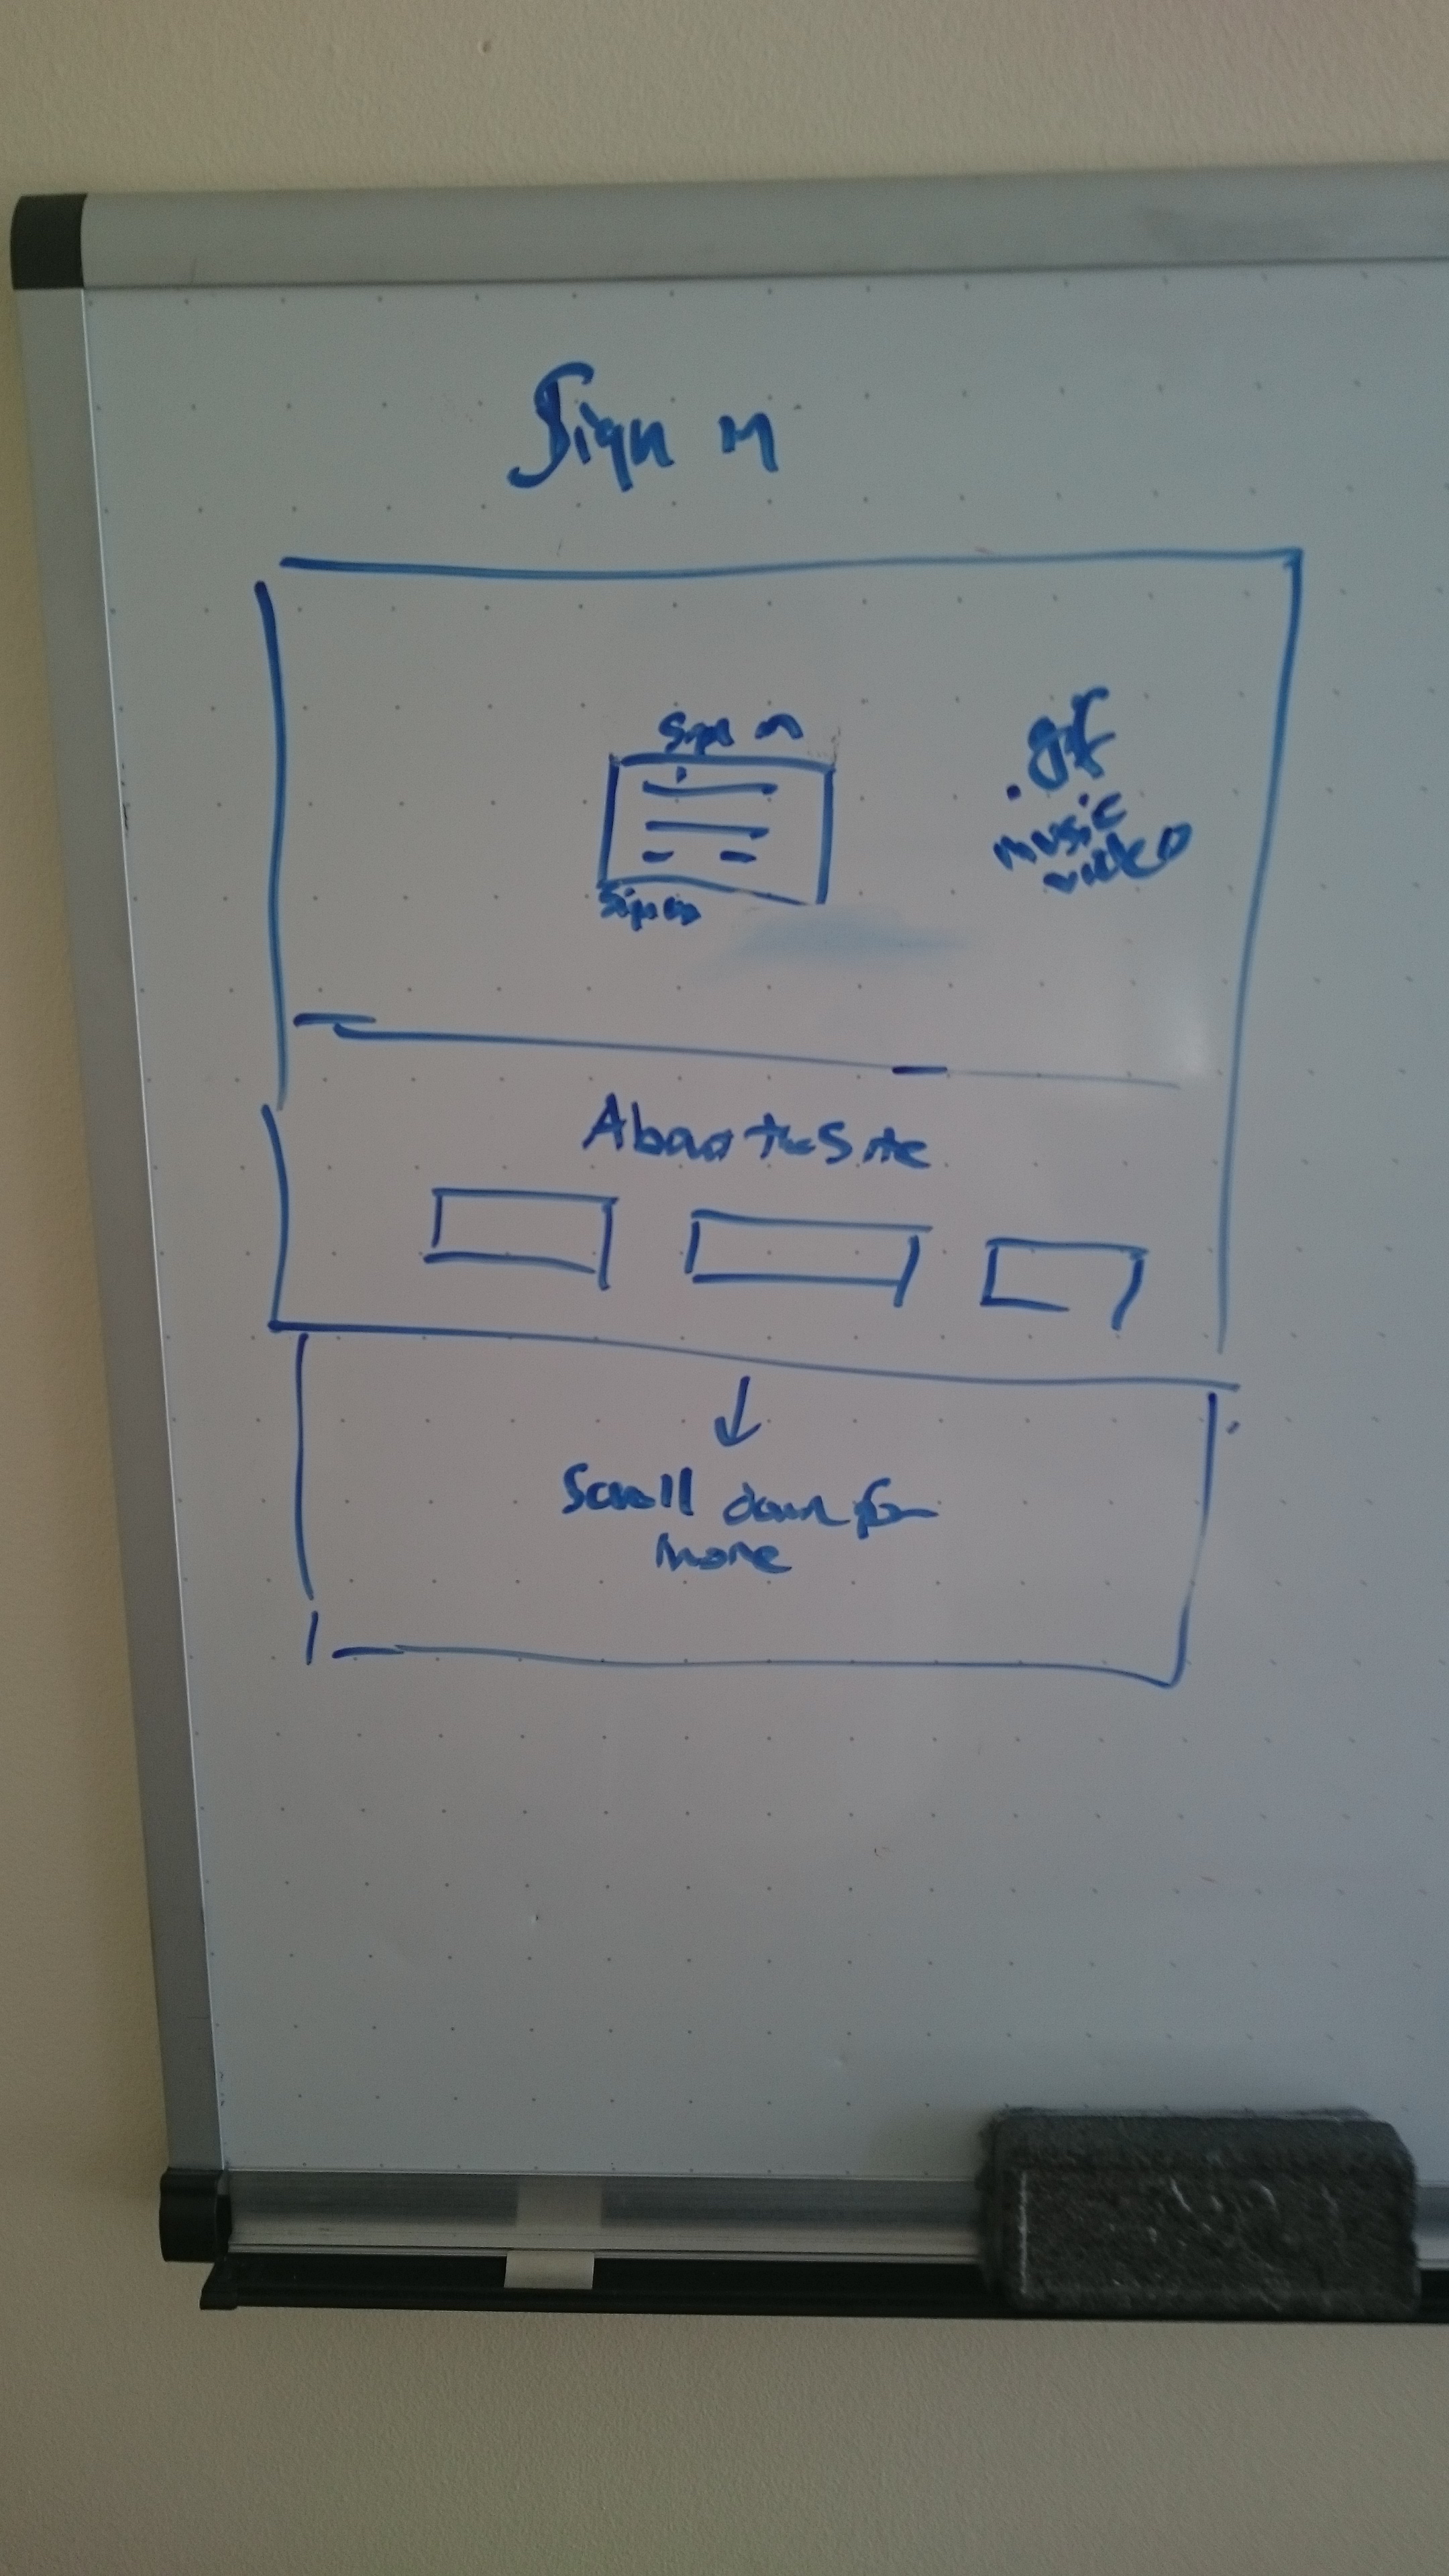 Sign in
Sign in
.gif
music
video
Sign up
About the Site
Scroll down for
more